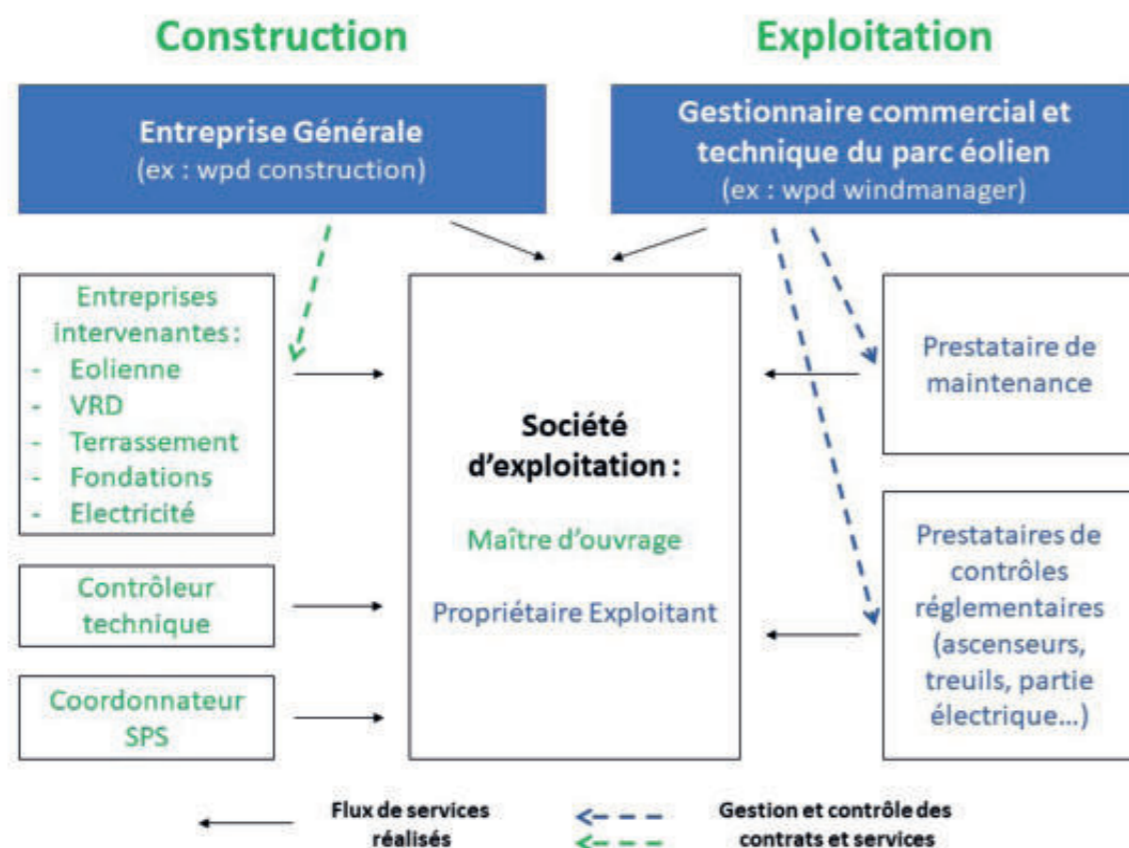 Construction
Exploitation
Entreprise Générale
(ex : wpd construction)
Gestionnaire commercial et
technique du parc éolien
(ex : wpd windmanager)
Entreprises
intervenantes :
- Eolienne
- VRD
- Terrassement
- Fondations
- Electricité
Contrôleur
technique
Coordonnateur
SPS
Société
d'exploitation :
Maître d'ouvrage
Propriétaire Exploitant
Prestataire de
maintenance
Prestataires de
contrôles
réglementaires
(ascenseurs,
treuils, partie
électrique...)
Flux de services
réalisés
Gestion et contrôle des
contrats et services